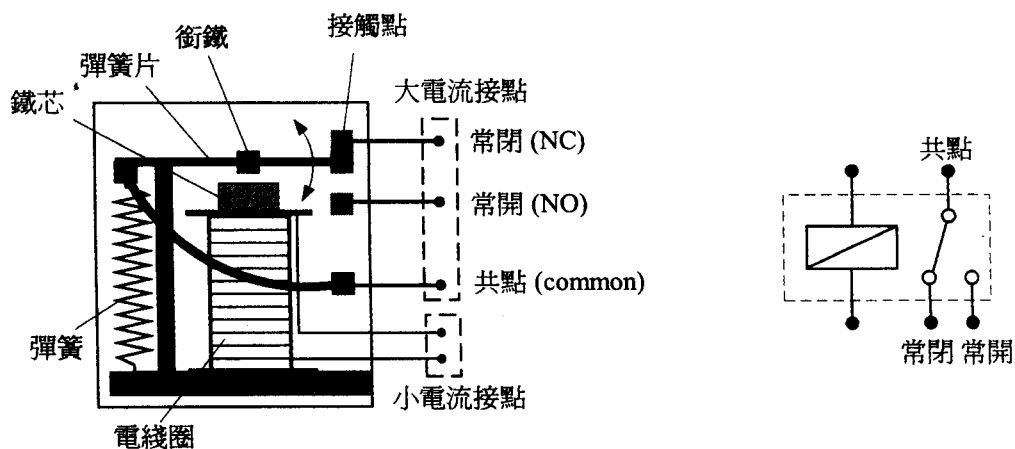 接觸點
銜鐵
彈簧片
鐵芯
大電流接點
常閉 (NC)
常開 (NO)
共點 (common)
小電流接點
彈簧
電綫圈
共點
常閉 常開